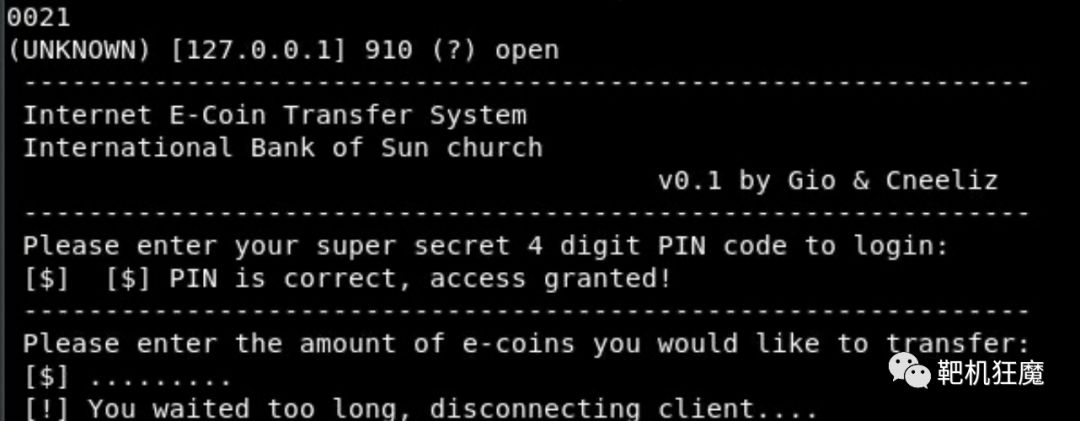 0021
(UNKNOWN) [127.0.0.1] 910 (?) open
--------------------------------------------------------------
Internet E-Coin Transfer System
International Bank of Sun church
v0.1 by Gio & Cneeliz
--------------------------------------------------------------
Please enter your super secret 4 digit PIN code to login:
[$]  [$] PIN is correct, access granted!
--------------------------------------------------------------
Please enter the amount of e-coins you would like to transfer:
[$] .........
[!] You waited too long, disconnecting client....
靶机狂魔